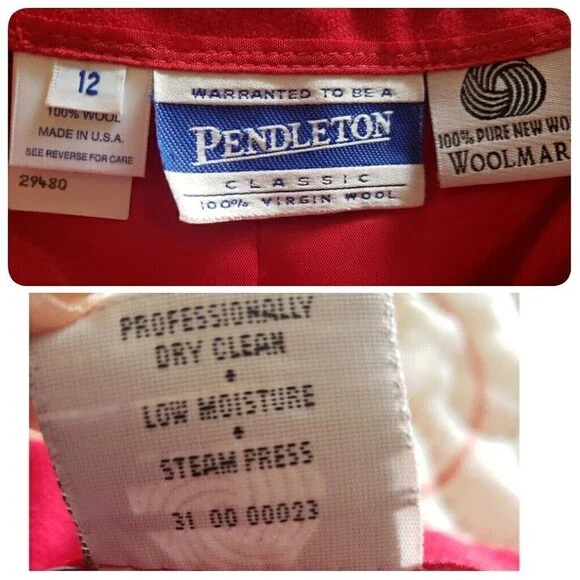 12
100% WOOL
MADE IN U.S.A.
SEE REVERSE FOR CARE
29480
WARRANTED TO BE A
PENDLETON
CLASSIC
100% VIRGIN WOOL
100% PURE NEW WO
WOOLMAR
PROFESSIONALLY
DRY CLEAN
•
LOW MOISTURE
•
STEAM PRESS
31 00 00023